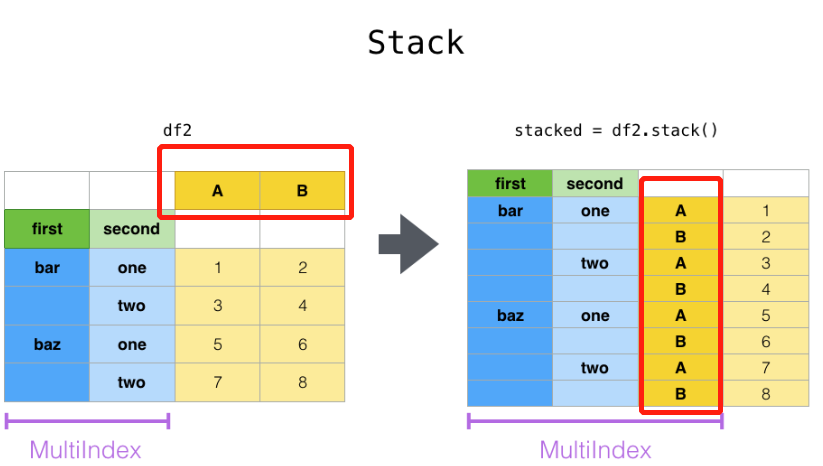 Stack
df2
stacked = df2.stack()
A B
first second
bar one 1 2
two 3 4
baz one 5 6
two 7 8
MultiIndex
first second
bar one A 1
B 2
two A 3
B 4
baz one A 5
B 6
two A 7
B 8
MultiIndex